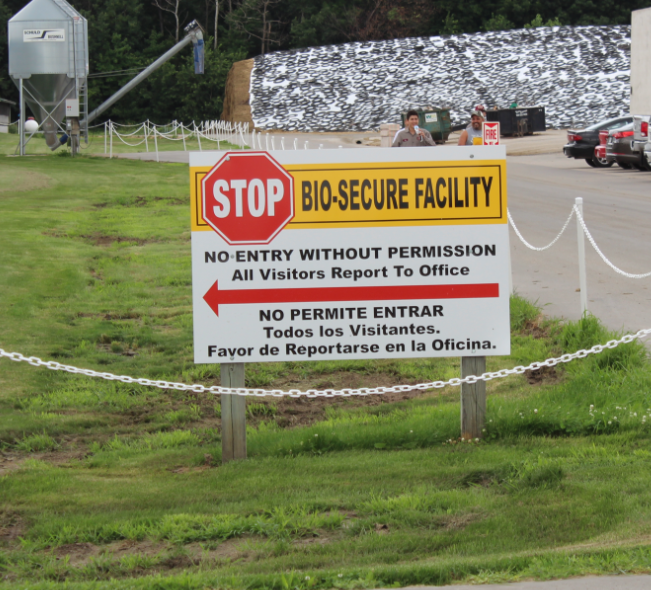 STOP
BIO-SECURE FACILITY
NO ENTRY WITHOUT PERMISSION
All Visitors Report To Office
NO PERMITE ENTRAR
Todos los Visitantes.
Favor de Reportarse en la Oficina.
FIRE